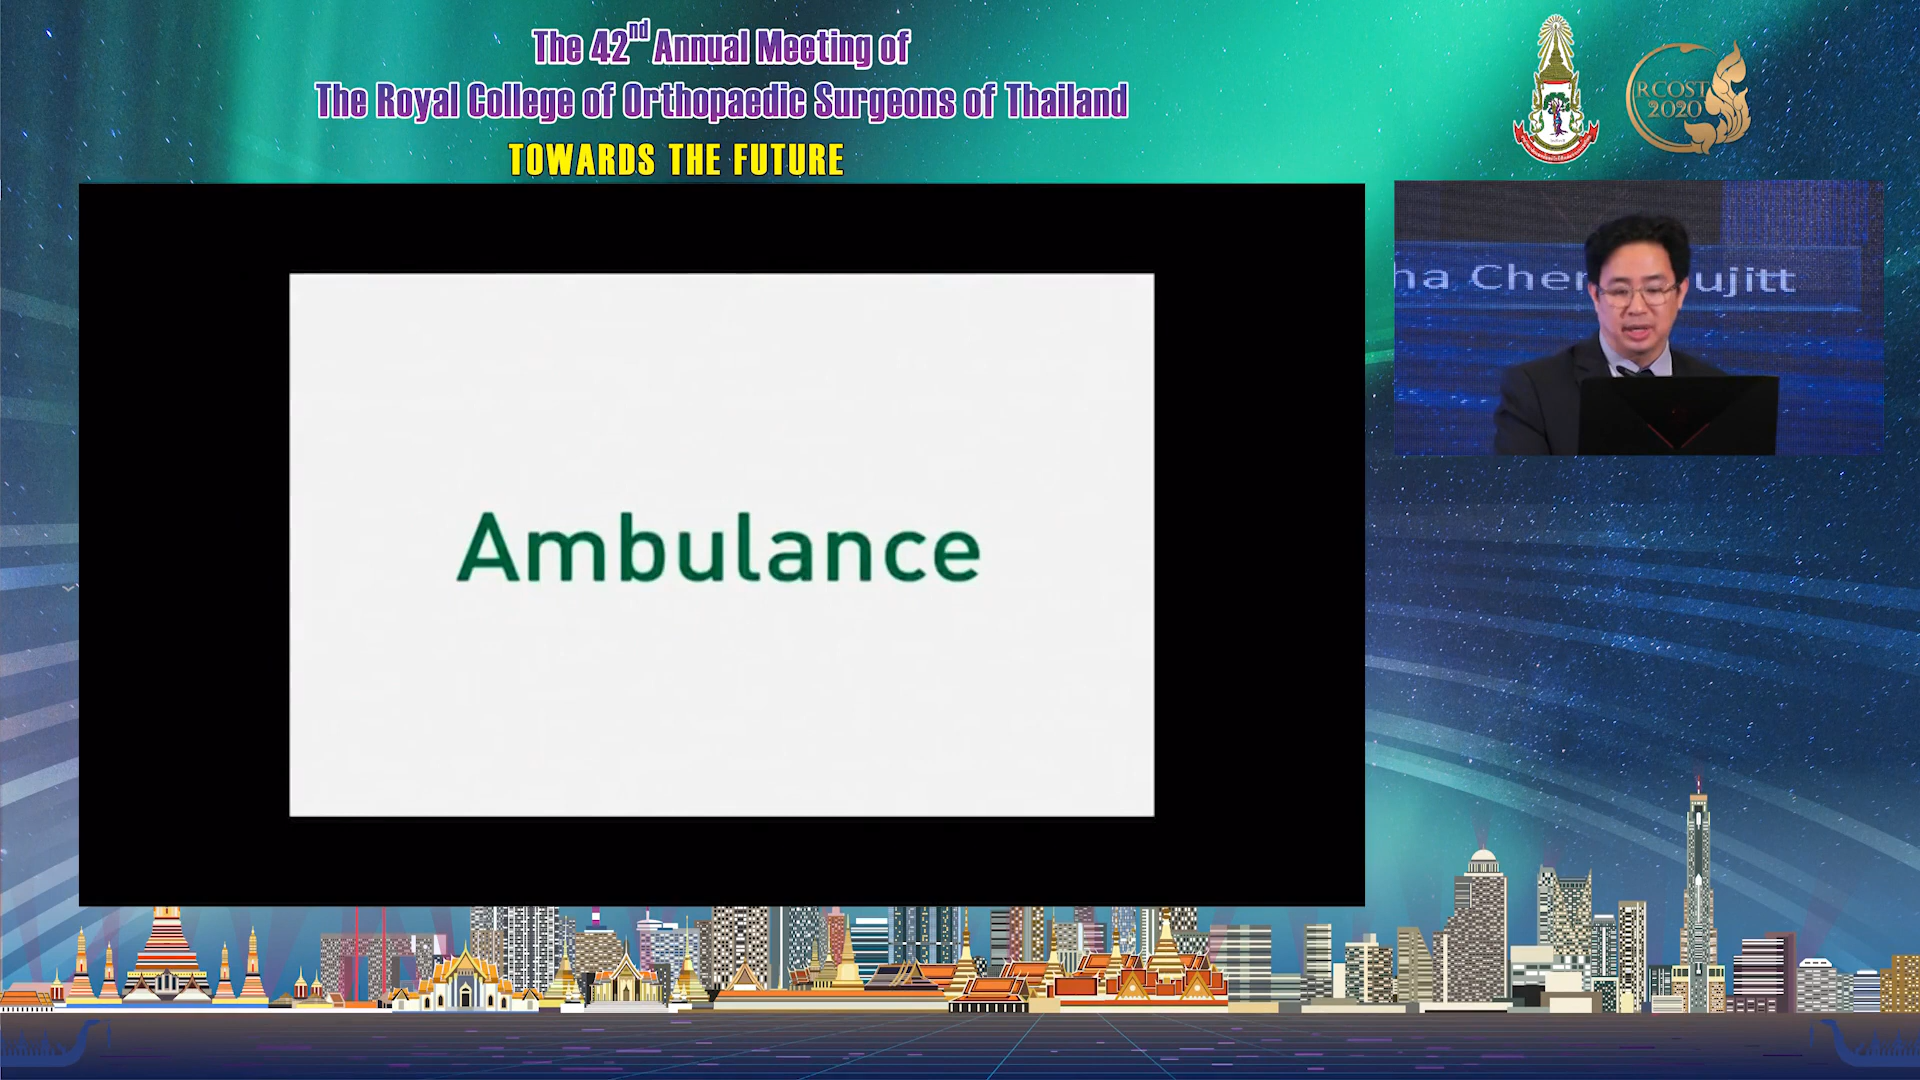 The 42nd Annual Meeting of
The Royal College of Orthopaedic Surgeons of Thailand
TOWARDS THE FUTURE
RCOST
2020
Ambulance